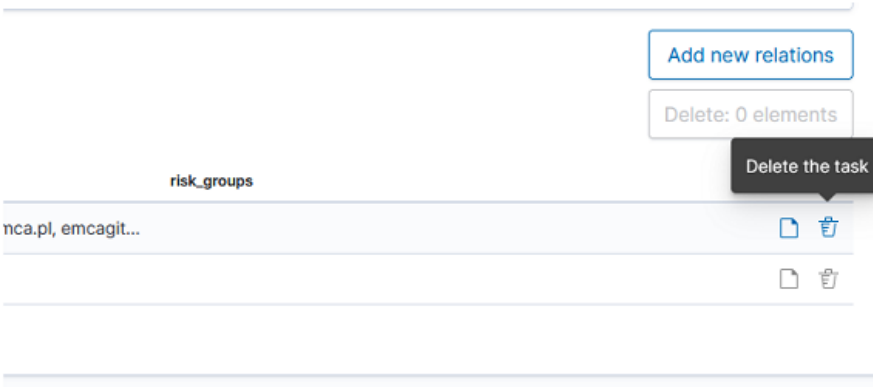 Add new relations
Delete: 0 elements
Delete the task
risk_groups
mca.pl, emcagit...